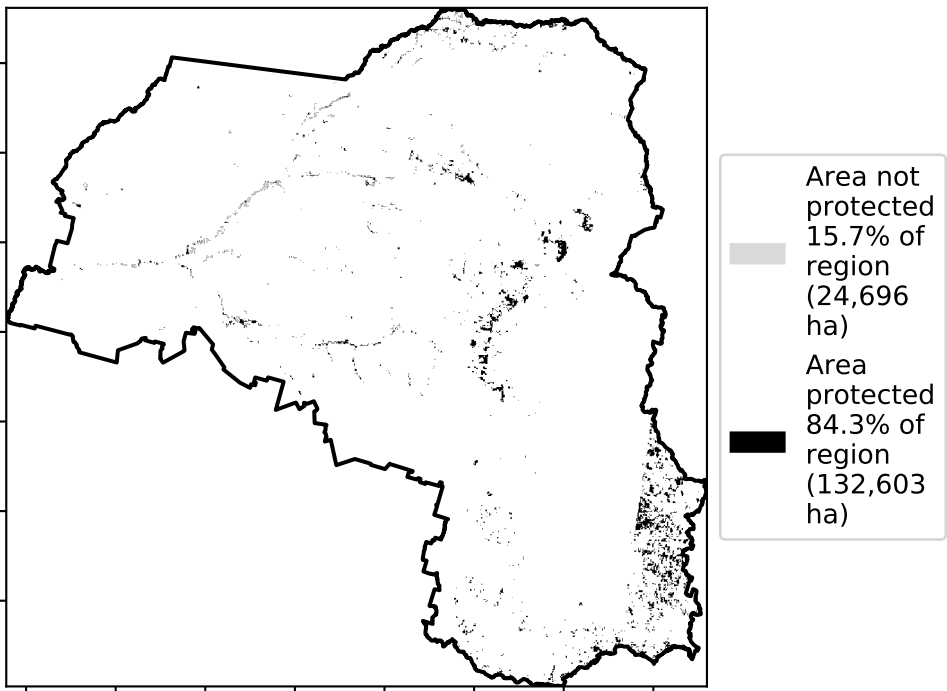 Area not
protected
15.7% of
region
(24,696
ha)
Area
protected
84.3% of
region
(132,603
ha)